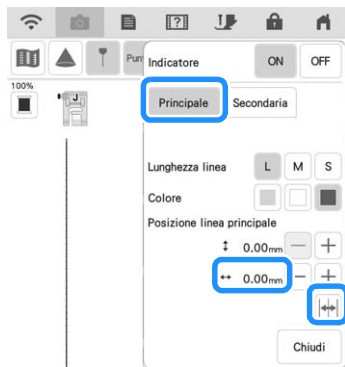 Pun
Indicatore ON OFF
100%
J
Principale Secondaria
Lunghezza linea L M S
Colore
Posizione linea principale
↕ 0.00mm − +
↔ 0.00mm − +
Chiudi